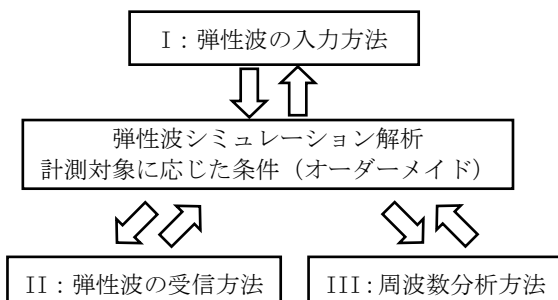 I：弾性波の入力方法
弾性波シミュレーション解析
計測対象に応じた条件（オーダーメイド）
II：弾性波の受信方法
III:周波数分析方法